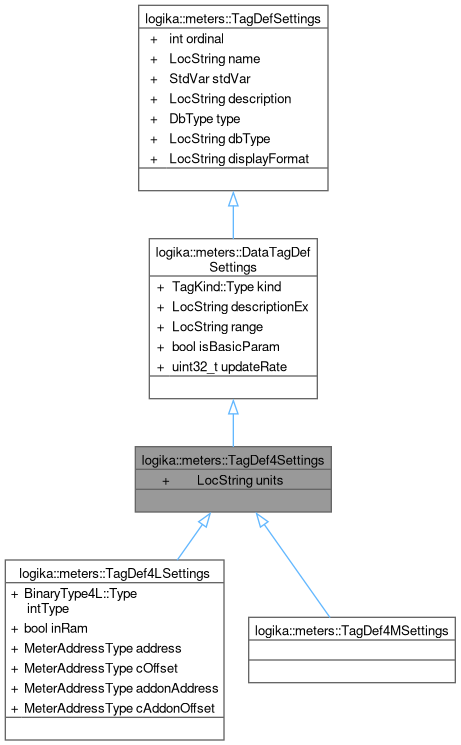 logika::meters::TagDefSettings
+ int ordinal
+ LocString name
+ StdVar stdVar
+ LocString description
+ DbType type
+ LocString dbType
+ LocString displayFormat
logika::meters::DataTagDef
Settings
+ TagKind::Type kind
+ LocString descriptionEx
+ LocString range
+ bool isBasicParam
+ uint32_t updateRate
logika::meters::TagDef4Settings
+ LocString units
logika::meters::TagDef4LSettings
+ BinaryType4L::Type
intType
+ bool inRam
+ MeterAddressType address
+ MeterAddressType cOffset
+ MeterAddressType addonAddress
+ MeterAddressType cAddonOffset
logika::meters::TagDef4MSettings